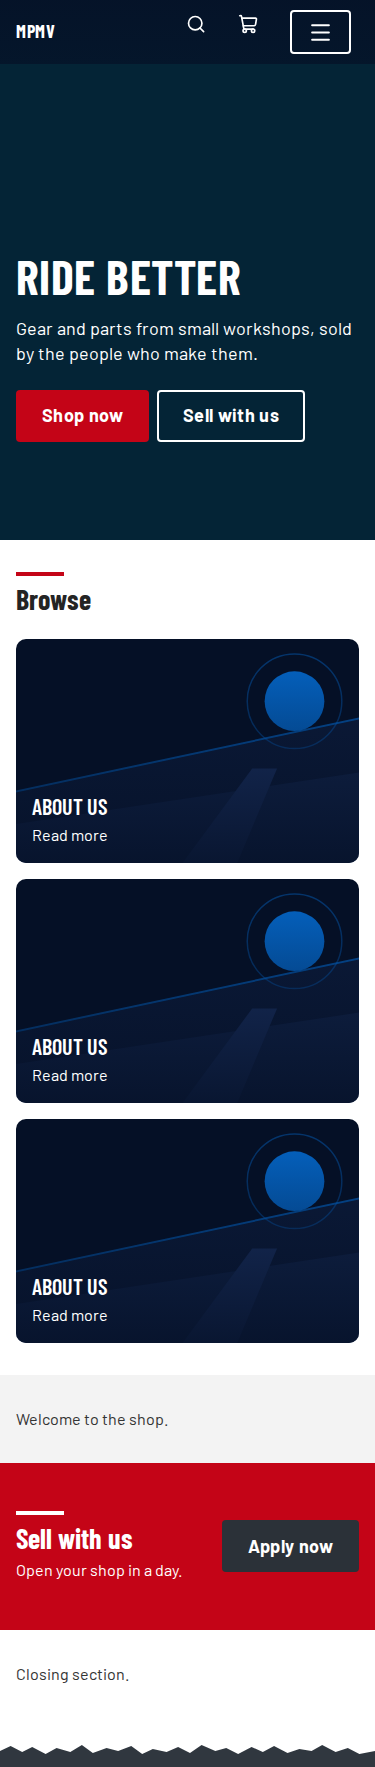 MPMV
RIDE BETTER
Gear and parts from small workshops, sold
by the people who make them.
Shop now
Sell with us
Browse
ABOUT US
Read more
ABOUT US
Read more
ABOUT US
Read more
Welcome to the shop.
Sell with us
Open your shop in a day.
Apply now
Closing section.